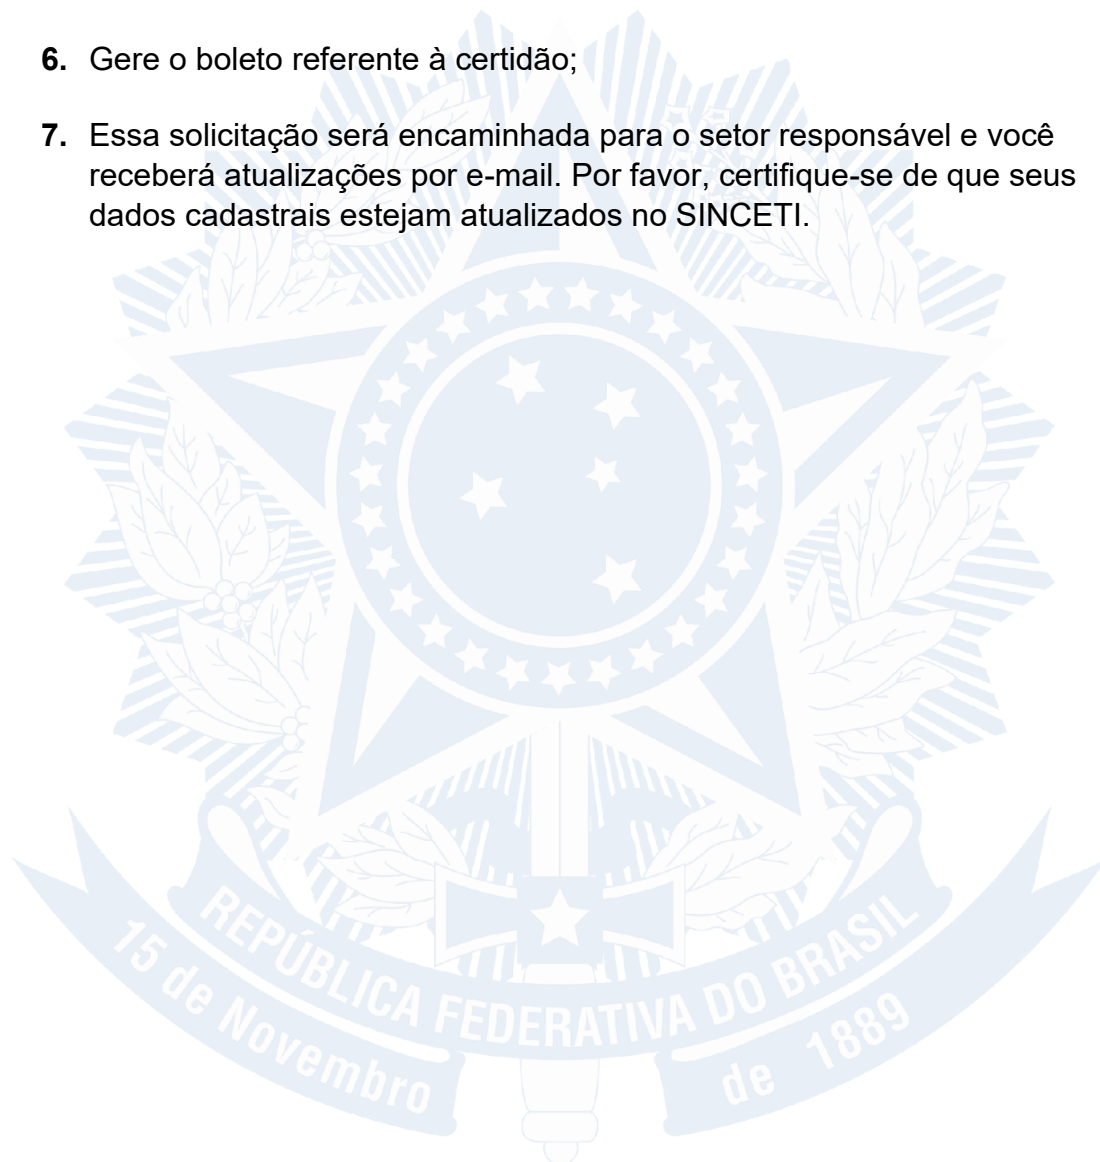 6. Gere o boleto referente à certidão;
7. Essa solicitação será encaminhada para o setor responsável e você
receberá atualizações por e-mail. Por favor, certifique-se de que seus
dados cadastrais estejam atualizados no SINCETI.
REPÚBLICA FEDERATIVA DO BRASIL
15 de Novembro de 1889